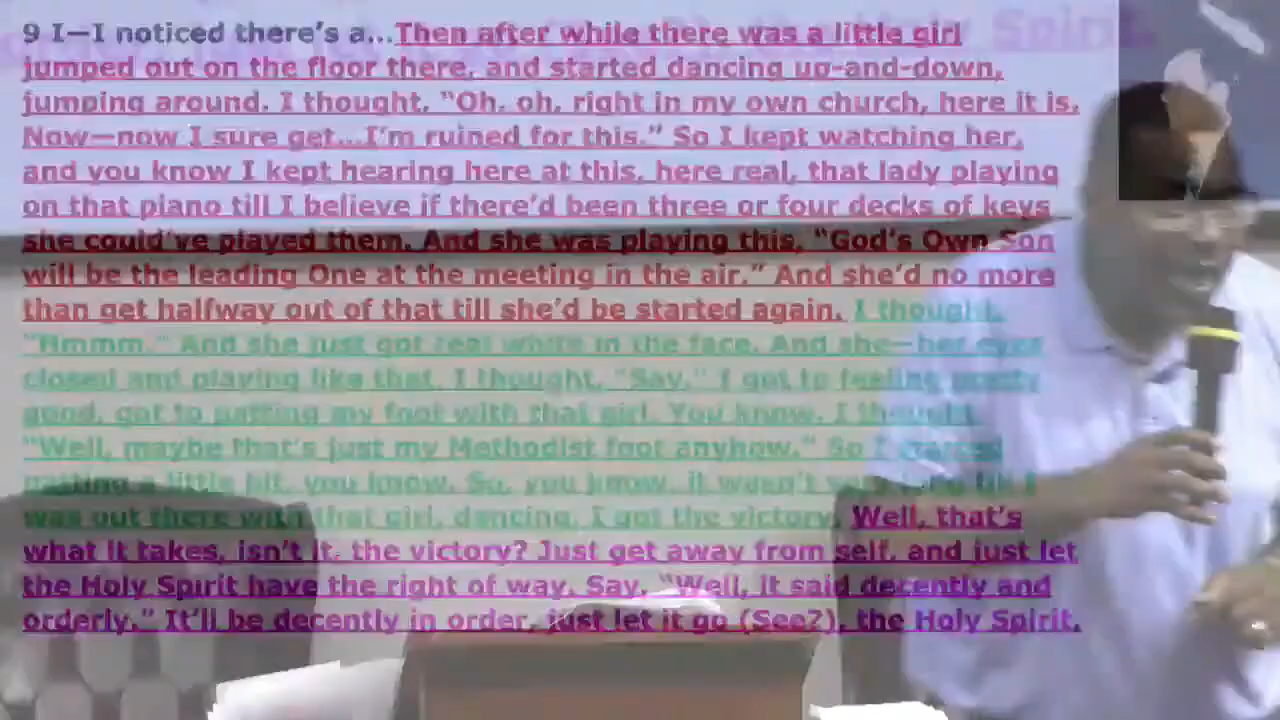 Spirit.
9 I—I noticed there's a...Then after while there was a little girl
jumped out on the floor there, and started dancing up-and-down,
jumping around. I thought, “Oh, oh, right in my own church, here it is.
Now—now I sure get...I'm ruined for this.” So I kept watching her,
and you know I kept hearing here at this, here real, that lady playing
on that piano till I believe if there'd been three or four decks of keys
she could've played them. And she was playing this, “God's Own Son
will be the leading One at the meeting in the air.” And she'd no more
than get halfway out of that till she'd be started again. I thought,
“Hmmm.” And she just got real white in the face. And she—her eyes
closed and playing like that, I thought, “Say,” I got to feeling pretty
good, got to patting my foot with that girl. You know, I thought
“Well, maybe that's just my Methodist foot anyhow.” So I started
patting a little bit, you know. So, you know, it wasn't very long till I
was out there with that girl, dancing. I got the victory. Well, that's
what it takes, isn't it, the victory? Just get away from self, and just let
the Holy Spirit have the right of way. Say, “Well, it said decently and
orderly.” It'll be decently in order, just let it go (See?), the Holy Spirit.